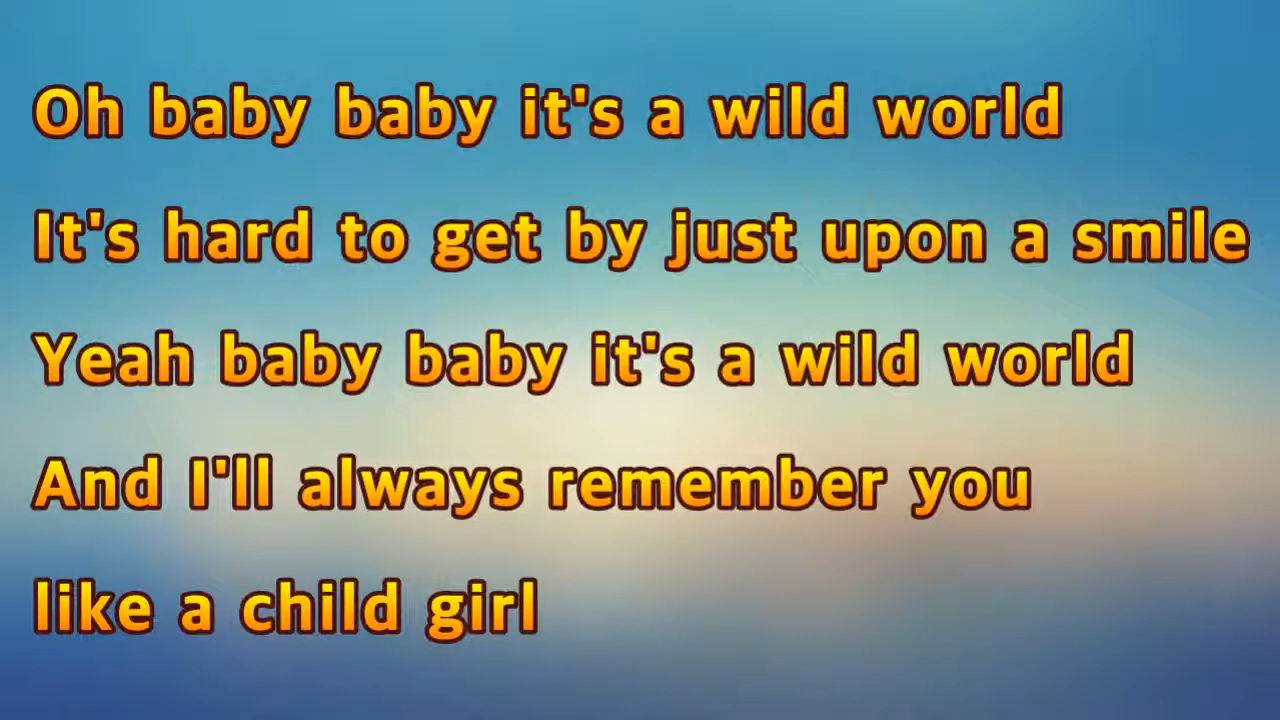 Oh baby baby it's a wild world
It's hard to get by just upon a smile
Yeah baby baby it's a wild world
And I'll always remember you
like a child girl